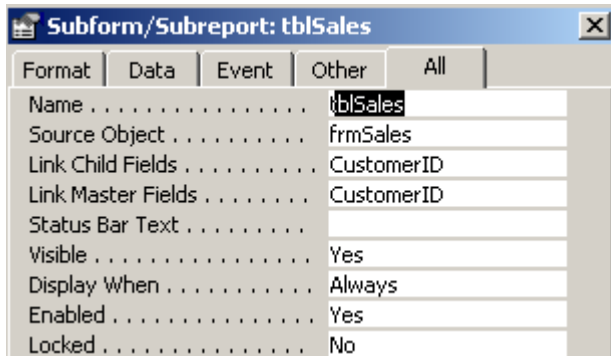 Subform/Subreport: tblSales
Format Data Event Other All
Name . . . . . . . . . . . . . . . . . tblSales
Source Object . . . . . . . . . . frmSales
Link Child Fields . . . . . . . . . . CustomerID
Link Master Fields . . . . . . . . CustomerID
Status Bar Text . . . . . . . . .
Visible . . . . . . . . . . . . . . . . Yes
Display When . . . . . . . . . . . Always
Enabled . . . . . . . . . . . . . . . Yes
Locked . . . . . . . . . . . . . . . . No